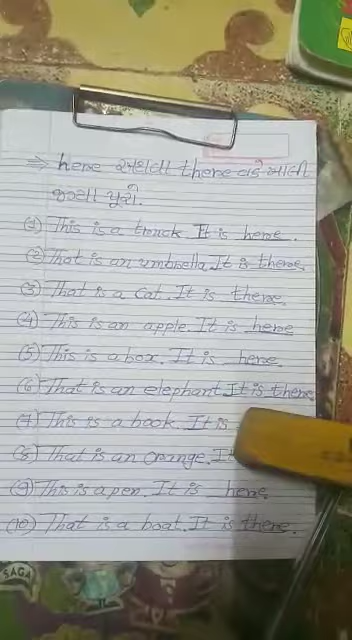 ⇒ here અથવા there વડે ખાલી
જગ્યા પૂરો.
(1) This is a truck. It is here.
(2) That is an umbrella. It is there.
(3) That is a cat. It is there.
(4) This is an apple. It is here
(5) This is a box. It is here.
(6) That is an elephant. It is there.
(7) This is a book. It is
(8) That is an orange. It
(9) This is a pen. It is here.
(10) That is a boat. It is there.
SAGA